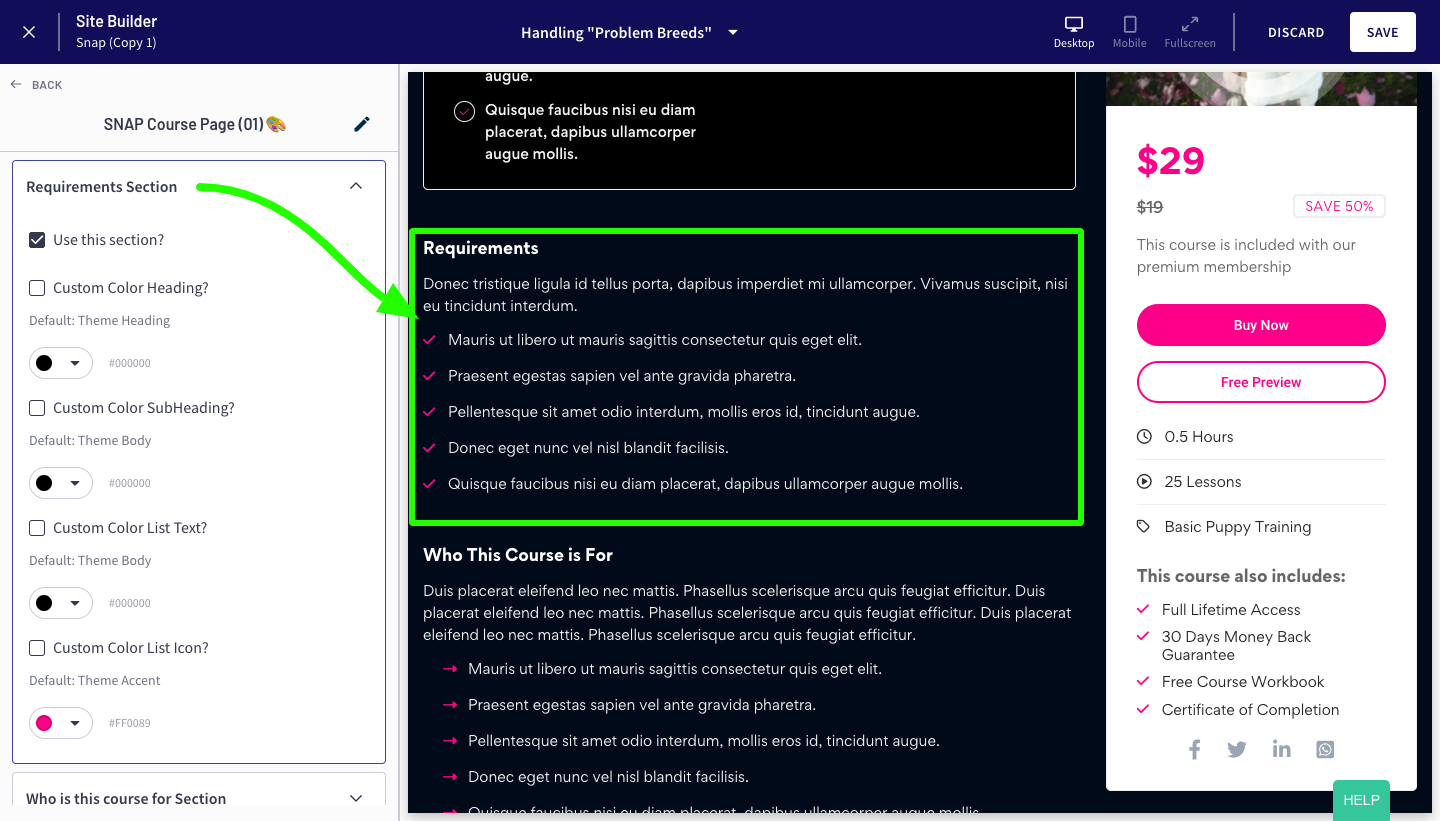 Site Builder
Snap (Copy 1)
Handling "Problem Breeds"
Desktop
Mobile
Fullscreen
DISCARD
SAVE
BACK
SNAP Course Page (01)🎨
Requirements Section
Use this section?
Custom Color Heading?
Default: Theme Heading
#000000
Custom Color SubHeading?
Default: Theme Body
#000000
Custom Color List Text?
Default: Theme Body
#000000
Custom Color List Icon?
Default: Theme Accent
#FF0089
Who is this course for Section
augue.
Quisque faucibus nisi eu diam
placerat, dapibus ullamcorper
augue mollis.
Requirements
Donec tristique ligula id tellus porta, dapibus imperdiet mi ullamcorper. Vivamus suscipit, nisi
eu tincidunt interdum.
Mauris ut libero ut mauris sagittis consectetur quis eget elit.
Praesent egestas sapien vel ante gravida pharetra.
Pellentesque sit amet odio interdum, mollis eros id, tincidunt augue.
Donec eget nunc vel nisl blandit facilisis.
Quisque faucibus nisi eu diam placerat, dapibus ullamcorper augue mollis.
Who This Course is For
Duis placerat eleifend leo nec mattis. Phasellus scelerisque arcu quis feugiat efficitur. Duis
placerat eleifend leo nec mattis. Phasellus scelerisque arcu quis feugiat efficitur. Duis placerat
eleifend leo nec mattis. Phasellus scelerisque arcu quis feugiat efficitur.
Mauris ut libero ut mauris sagittis consectetur quis eget elit.
Praesent egestas sapien vel ante gravida pharetra.
Pellentesque sit amet odio interdum, mollis eros id, tincidunt augue.
Donec eget nunc vel nisl blandit facilisis.
Quisque faucibus nisi eu diam placerat, dapibus ullamcorper augue mollis.
$29
$19
SAVE 50%
This course is included with our
premium membership
Buy Now
Free Preview
0.5 Hours
25 Lessons
Basic Puppy Training
This course also includes:
Full Lifetime Access
30 Days Money Back
Guarantee
Free Course Workbook
Certificate of Completion
HELP